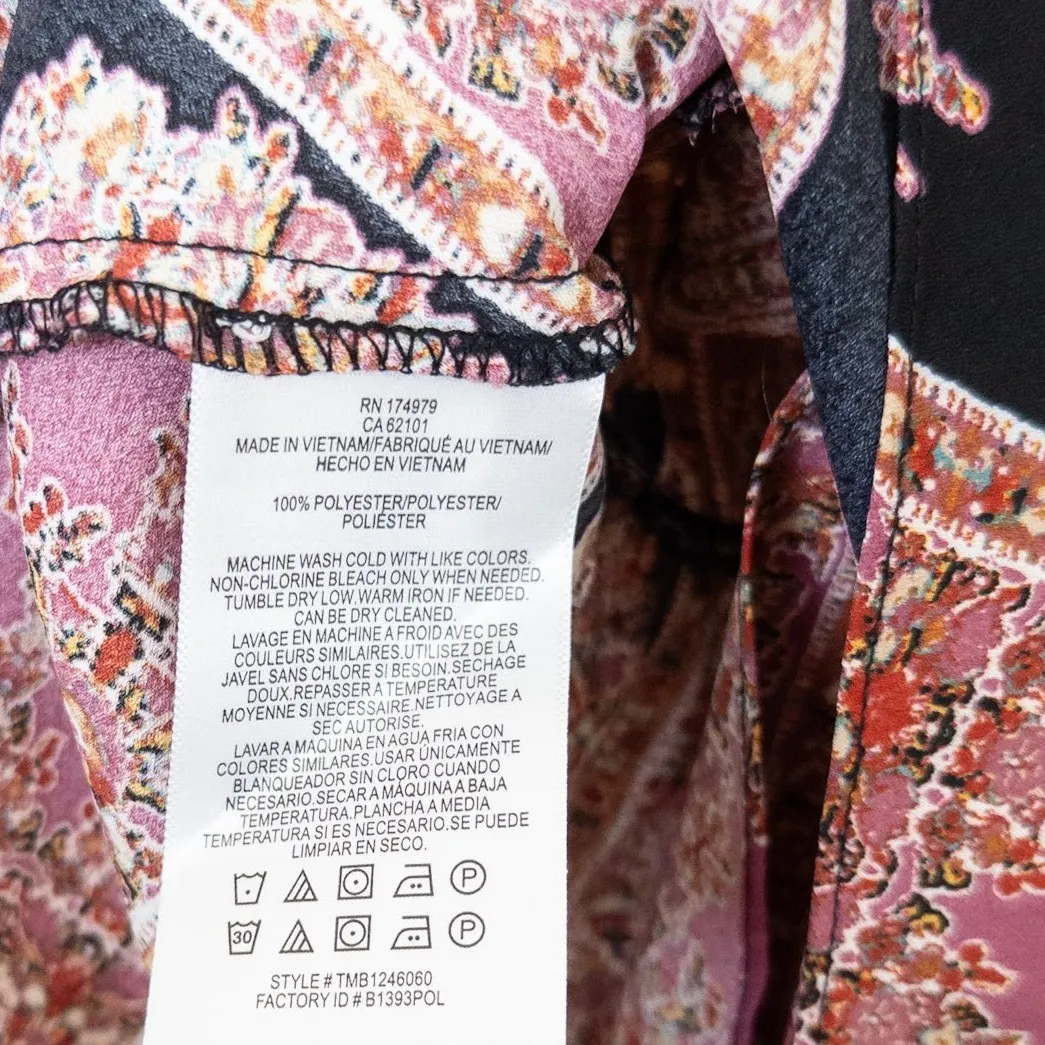 RN 174979
CA 62101
MADE IN VIETNAM/FABRIQUÉ AU VIETNAM/
HECHO EN VIETNAM
100% POLYESTER/POLYESTER/
POLIÉSTER
MACHINE WASH COLD WITH LIKE COLORS.
NON-CHLORINE BLEACH ONLY WHEN NEEDED.
TUMBLE DRY LOW.WARM IRON IF NEEDED.
CAN BE DRY CLEANED.
LAVAGE EN MACHINE A FROID AVEC DES
COULEURS SIMILAIRES.UTILISEZ DE LA
JAVEL SANS CHLORE SI BESOIN.SECHAGE
DOUX.REPASSER A TEMPERATURE
MOYENNE SI NECESSAIRE.NETTOYAGE A
SEC AUTORISE.
LAVAR A MAQUINA EN AGUA FRIA CON
COLORES SIMILARES.USAR ÚNICAMENTE
BLANQUEADOR SIN CLORO CUANDO
NECESARIO.SECAR A MÁQUINA A BAJA
TEMPERATURA.PLANCHA A MEDIA
TEMPERATURA SI ES NECESARIO.SE PUEDE
LIMPIAR EN SECO.
P
30 P
STYLE # TMB1246060
FACTORY ID # B1393POL